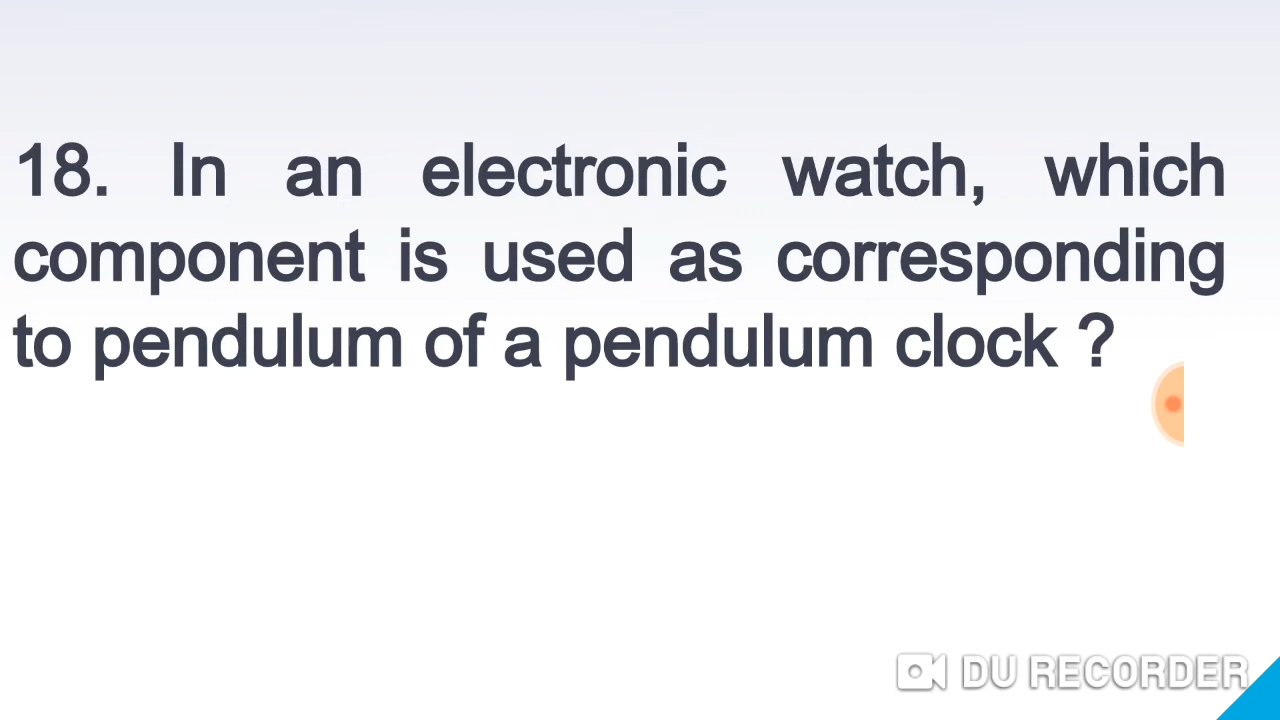 18. In an electronic watch, which
component is used as corresponding
to pendulum of a pendulum clock ?
DU RECORDER